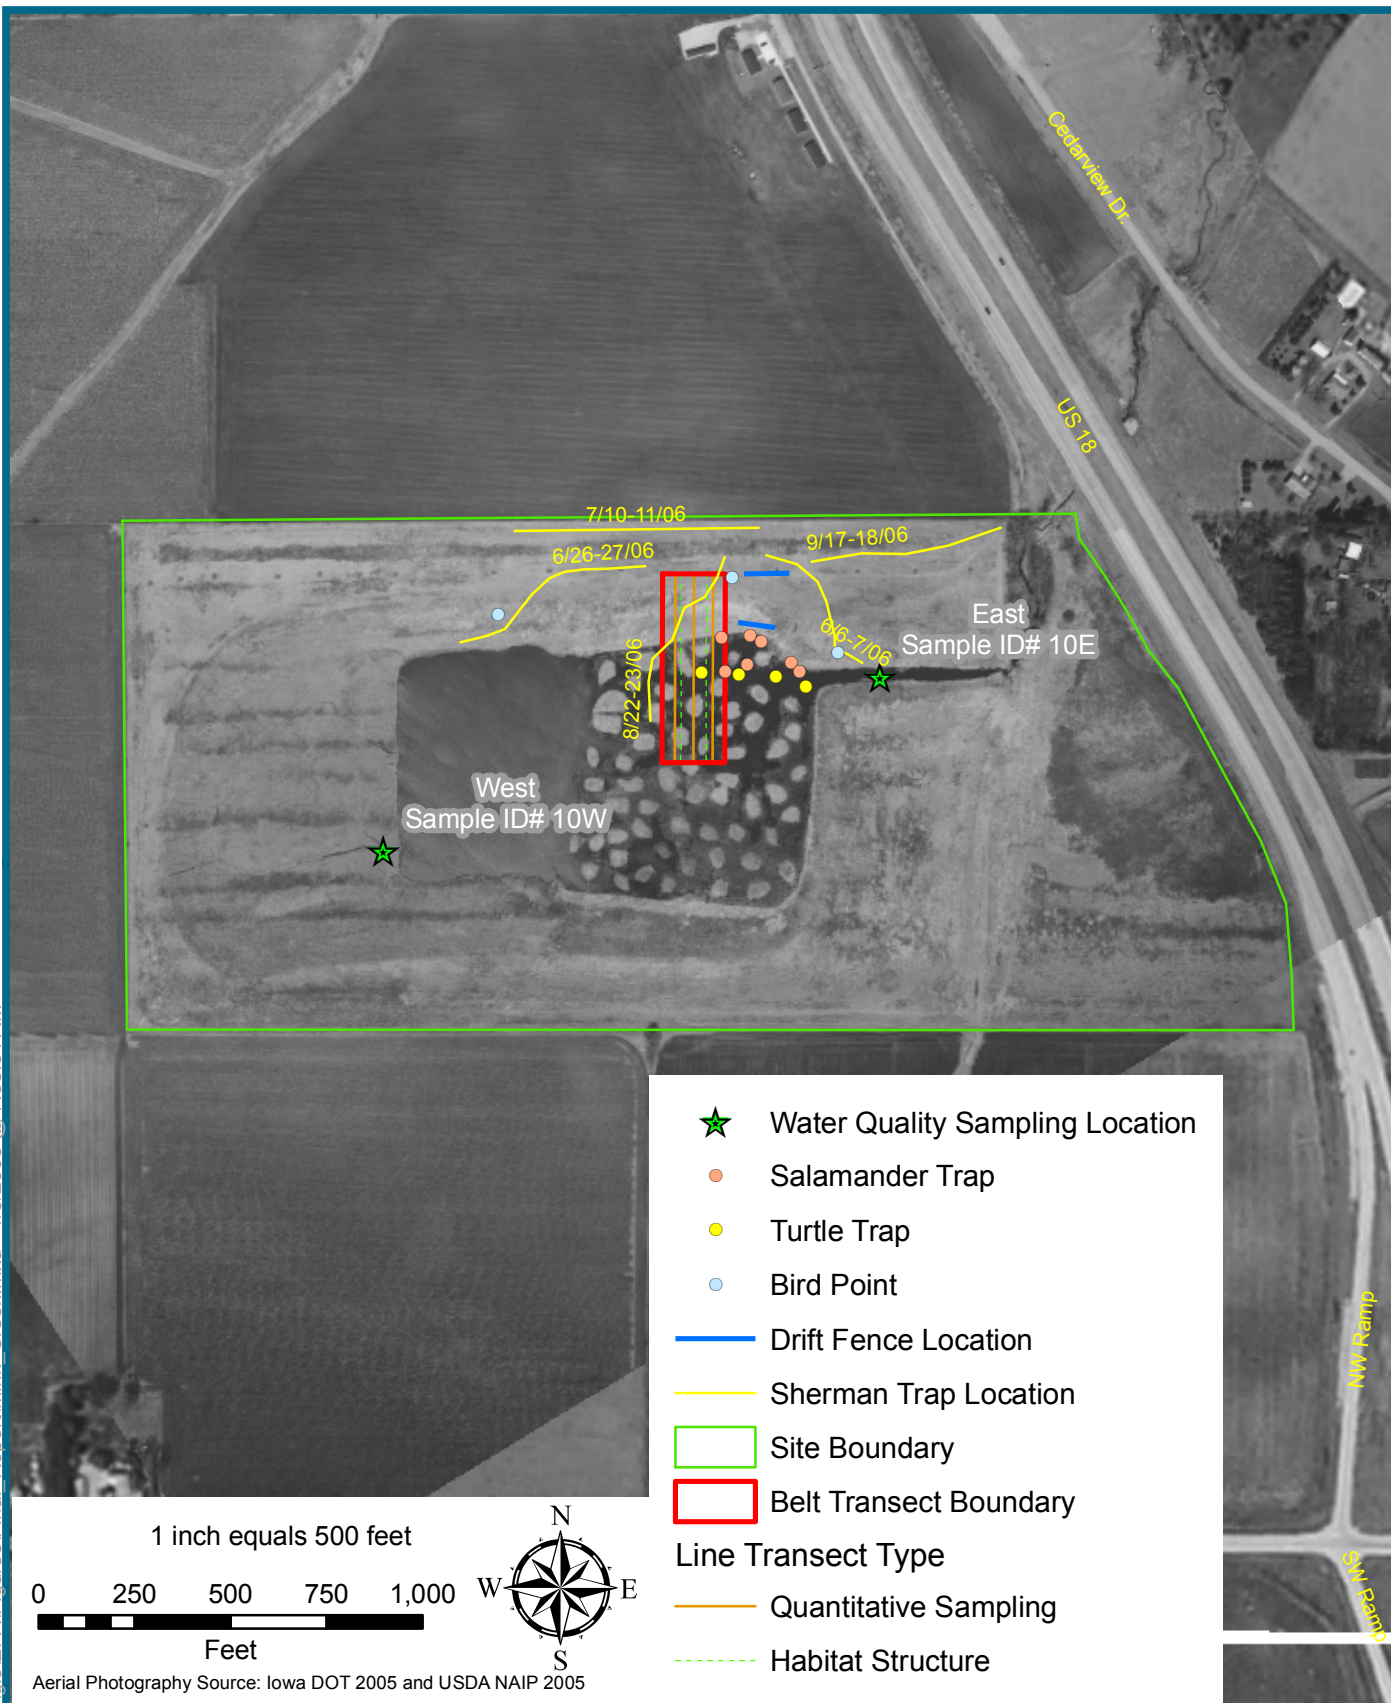 Cedarview Dr.
US 18
7/10-11/06
6/26-27/06
9/17-18/06
6/6-7/06
8/22-23/06
East
Sample ID# 10E
West
Sample ID# 10W
NW Ramp
SW Ramp
Water Quality Sampling Location
Salamander Trap
Turtle Trap
Bird Point
Drift Fence Location
Sherman Trap Location
Site Boundary
Belt Transect Boundary
Line Transect Type
Quantitative Sampling
Habitat Structure
1 inch equals 500 feet
0 250 500 750 1,000
Feet
N
W E
S
Aerial Photography Source: Iowa DOT 2005 and USDA NAIP 2005